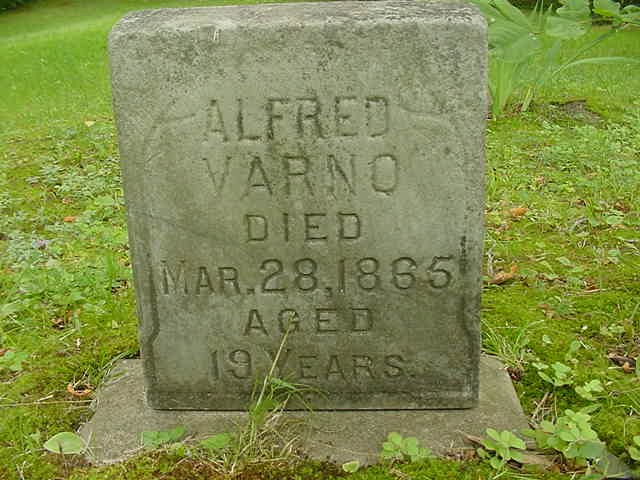 ALFRED
VARNO
DIED
MAR. 28, 1865
AGED
19 YEARS.